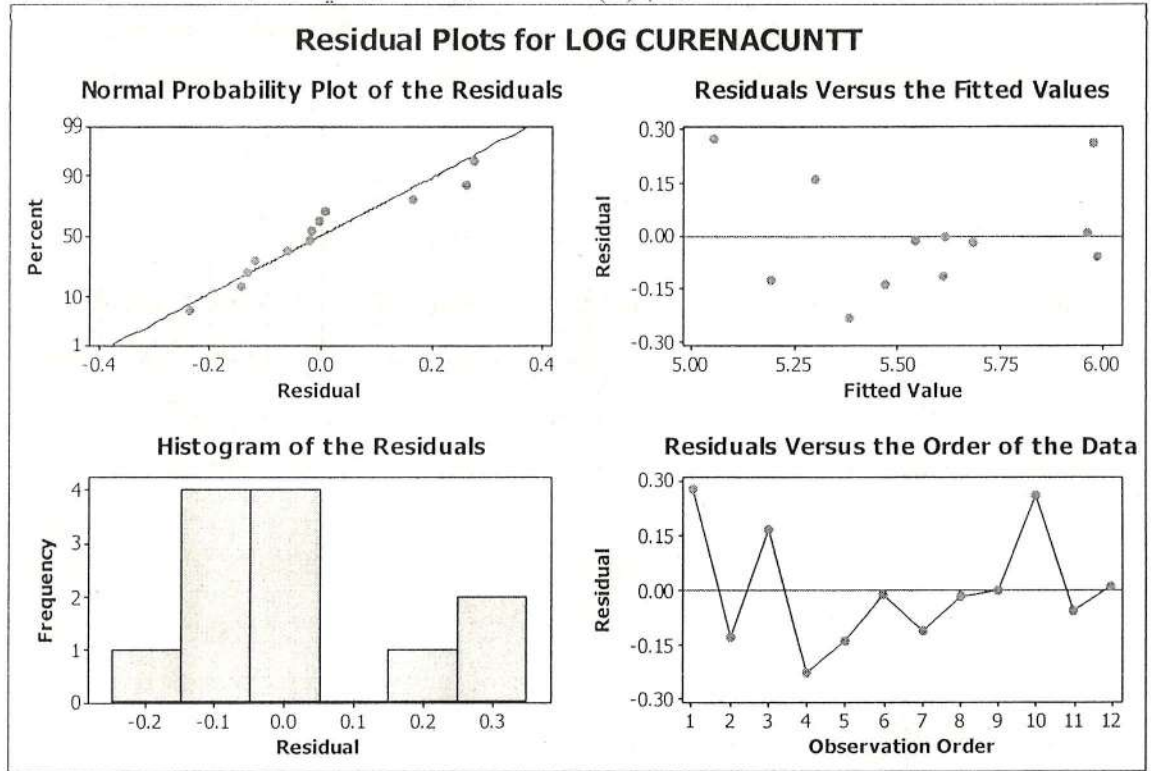 Residual Plots for LOG CURENACUNTT
Normal Probability Plot of the Residuals
99
90
50
10
1
Percent
-0.4
-0.2
0.0
0.2
0.4
Residual
Residuals Versus the Fitted Values
0.30
0.15
0.00
-0.15
-0.30
Residual
5.00
5.25
5.50
5.75
6.00
Fitted Value
Histogram of the Residuals
4
3
2
1
0
Frequency
-0.2
-0.1
0.0
0.1
0.2
0.3
Residual
Residuals Versus the Order of the Data
0.30
0.15
0.00
-0.15
-0.30
Residual
1 2 3 4 5 6 7 8 9 10 11 12
Observation Order